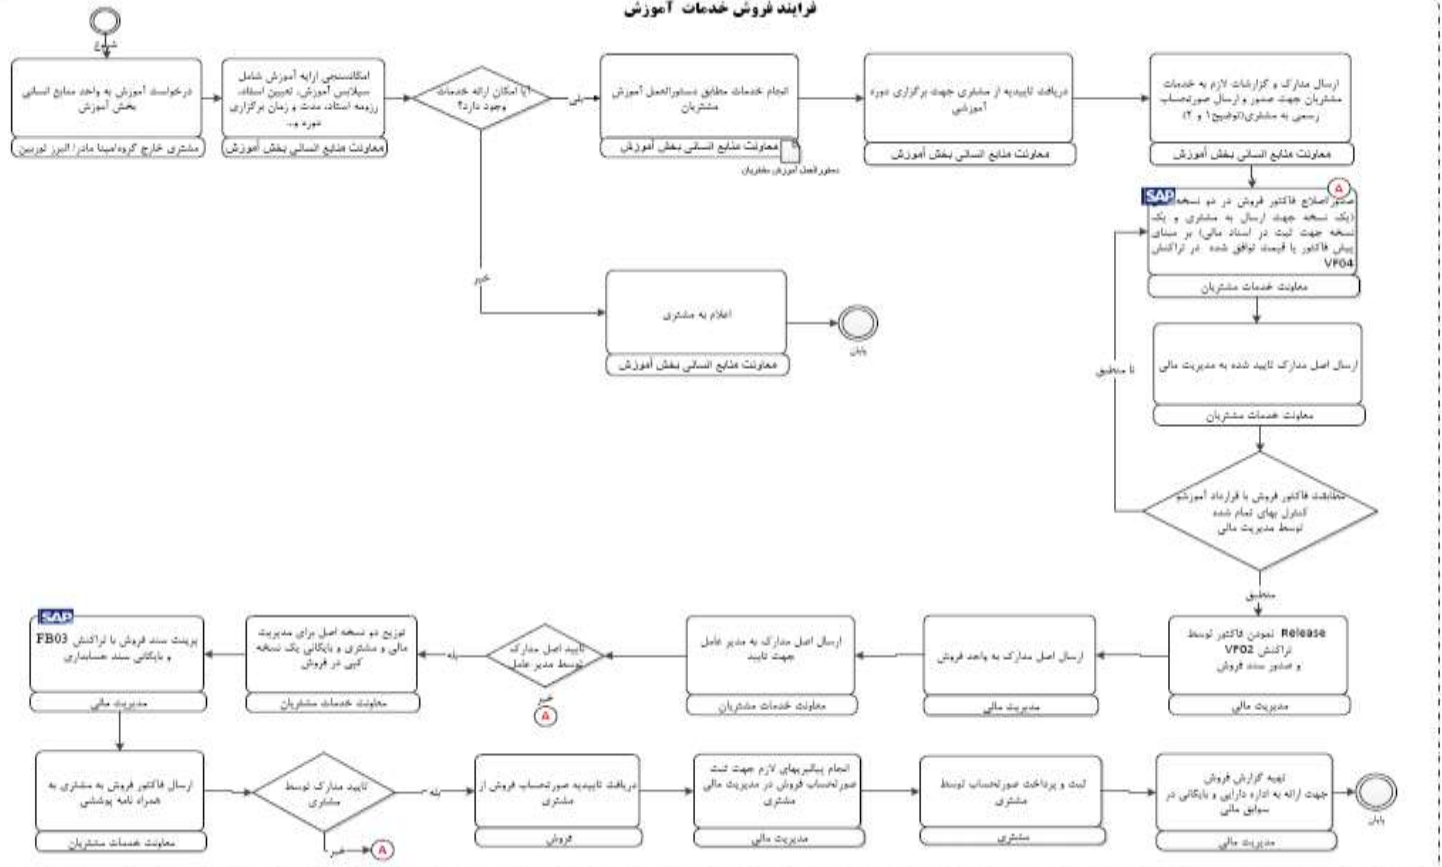 فرایند فروش خدمات آموزش
شروع
درخواست آموزش به واحد منابع انسانی
بخش آموزش
مشتری خارج گروه/مپنا مادر/ البرز توربین
امکانسنجی ارایه آموزش شامل
سیلابس آموزش، تعیین استاد،
رزومه استاد، مدت و زمان برگزاری
دوره و..
معاونت منابع انسانی بخش آموزش
آیا امکان ارائه خدمات
وجود دارد؟
بلی
انجام خدمات مطابق دستورالعمل آموزش
مشتریان
معاونت منابع انسانی بخش آموزش
دستور العمل آموزش مشتریان
دریافت تاییدیه از مشتری جهت برگزاری دوره
آموزشی
معاونت منابع انسانی بخش آموزش
ارسال مدارک و گزارشات لازم به خدمات
مشتریان جهت صدور و ارسال صورتحساب
رسمی به مشتری(توضیح۱ و ۲)
معاونت منابع انسانی بخش آموزش
خیر
اعلام به مشتری
معاونت منابع انسانی بخش آموزش
پایان
SAP
A
صدور/اصلاح فاکتور فروش در دو نسخه
(یک نسخه جهت ارسال به مشتری و یک
نسخه جهت ثبت در اسناد مالی) بر مبنای
پیش فاکتور یا قیمت توافق شده در تراکنش
VF04
معاونت خدمات مشتریان
ارسال اصل مدارک تایید شده به مدیریت مالی
معاونت خدمات مشتریان
نا منطبق
مطابقت فاکتور فروش با قرارداد آموزشو
کنترل بهای تمام شده
توسط مدیریت مالی
منطبق
Release نمودن فاکتور توسط
تراکنش VF02
و صدور سند فروش
مدیریت مالی
ارسال اصل مدارک به واحد فروش
مدیریت مالی
ارسال اصل مدارک به مدیر عامل
جهت تایید
معاونت خدمات مشتریان
تایید اصل مدارک
توسط مدیر عامل
خیر
A
بله
توزیع دو نسخه اصل برای مدیریت
مالی و مشتری و بایگانی یک نسخه
کپی در فروش
معاونت خدمات مشتریان
SAP
پرینت سند فروش با تراکنش FB03
و بایگانی سند حسابداری
مدیریت مالی
ارسال فاکتور فروش به مشتری به
همراه نامه پوششی
معاونت خدمات مشتریان
تایید مدارک توسط
مشتری
خیر
A
بله
دریافت تاییدیه صورتحساب فروش از
مشتری
فروش
انجام پیگیریهای لازم جهت ثبت
صورتحساب فروش در مدیریت مالی
مشتری
مدیریت مالی
ثبت و پرداخت صورتحساب توسط
مشتری
مشتری
تهیه گزارش فروش
جهت ارائه به اداره دارایی و بایگانی در
سوابق مالی
مدیریت مالی
پایان